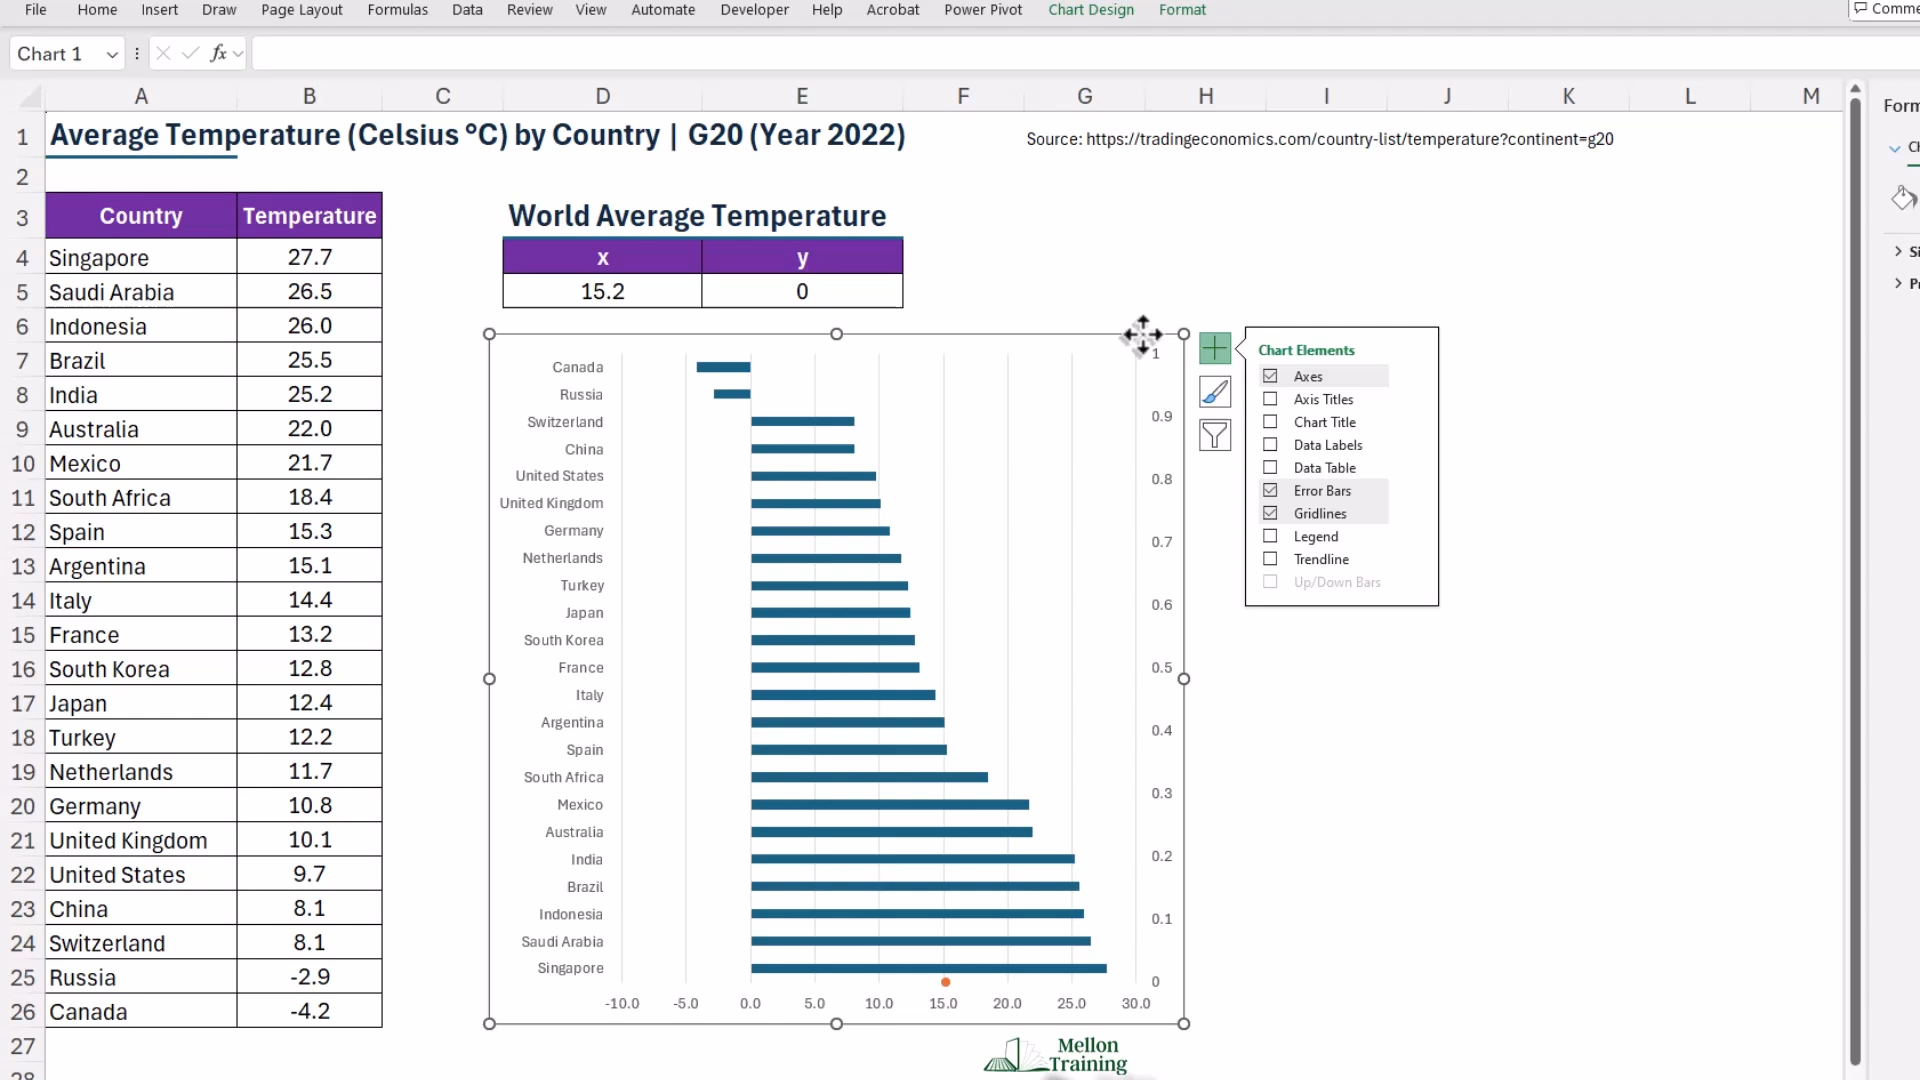 File Home Insert Draw Page Layout Formulas Data Review View Automate Developer Help Acrobat Power Pivot Chart Design Format
Chart 1 fx
A B C D E F G H I J K L M
1 Average Temperature (Celsius °C) by Country | G20 (Year 2022) Source: https://tradingeconomics.com/country-list/temperature?continent=g20
2
3 Country Temperature World Average Temperature
4 Singapore 27.7 x y
5 Saudi Arabia 26.5 15.2 0
6 Indonesia 26.0
7 Brazil 25.5
8 India 25.2
9 Australia 22.0
10 Mexico 21.7
11 South Africa 18.4
12 Spain 15.3
13 Argentina 15.1
14 Italy 14.4
15 France 13.2
16 South Korea 12.8
17 Japan 12.4
18 Turkey 12.2
19 Netherlands 11.7
20 Germany 10.8
21 United Kingdom 10.1
22 United States 9.7
23 China 8.1
24 Switzerland 8.1
25 Russia -2.9
26 Canada -4.2
27
28
Canada
Russia
Switzerland
China
United States
United Kingdom
Germany
Netherlands
Turkey
Japan
South Korea
France
Italy
Argentina
Spain
South Africa
Mexico
Australia
India
Brazil
Indonesia
Saudi Arabia
Singapore
-10.0 -5.0 0.0 5.0 10.0 15.0 20.0 25.0 30.0
1
0.9
0.8
0.7
0.6
0.5
0.4
0.3
0.2
0.1
0
Chart Elements
Axes
Axis Titles
Chart Title
Data Labels
Data Table
Error Bars
Gridlines
Legend
Trendline
Up/Down Bars
Mellon
Training